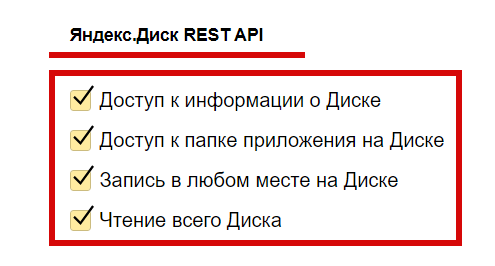 Яндекс.Диск REST API
Доступ к информации о Диске
Доступ к папке приложения на Диске
Запись в любом месте на Диске
Чтение всего Диска